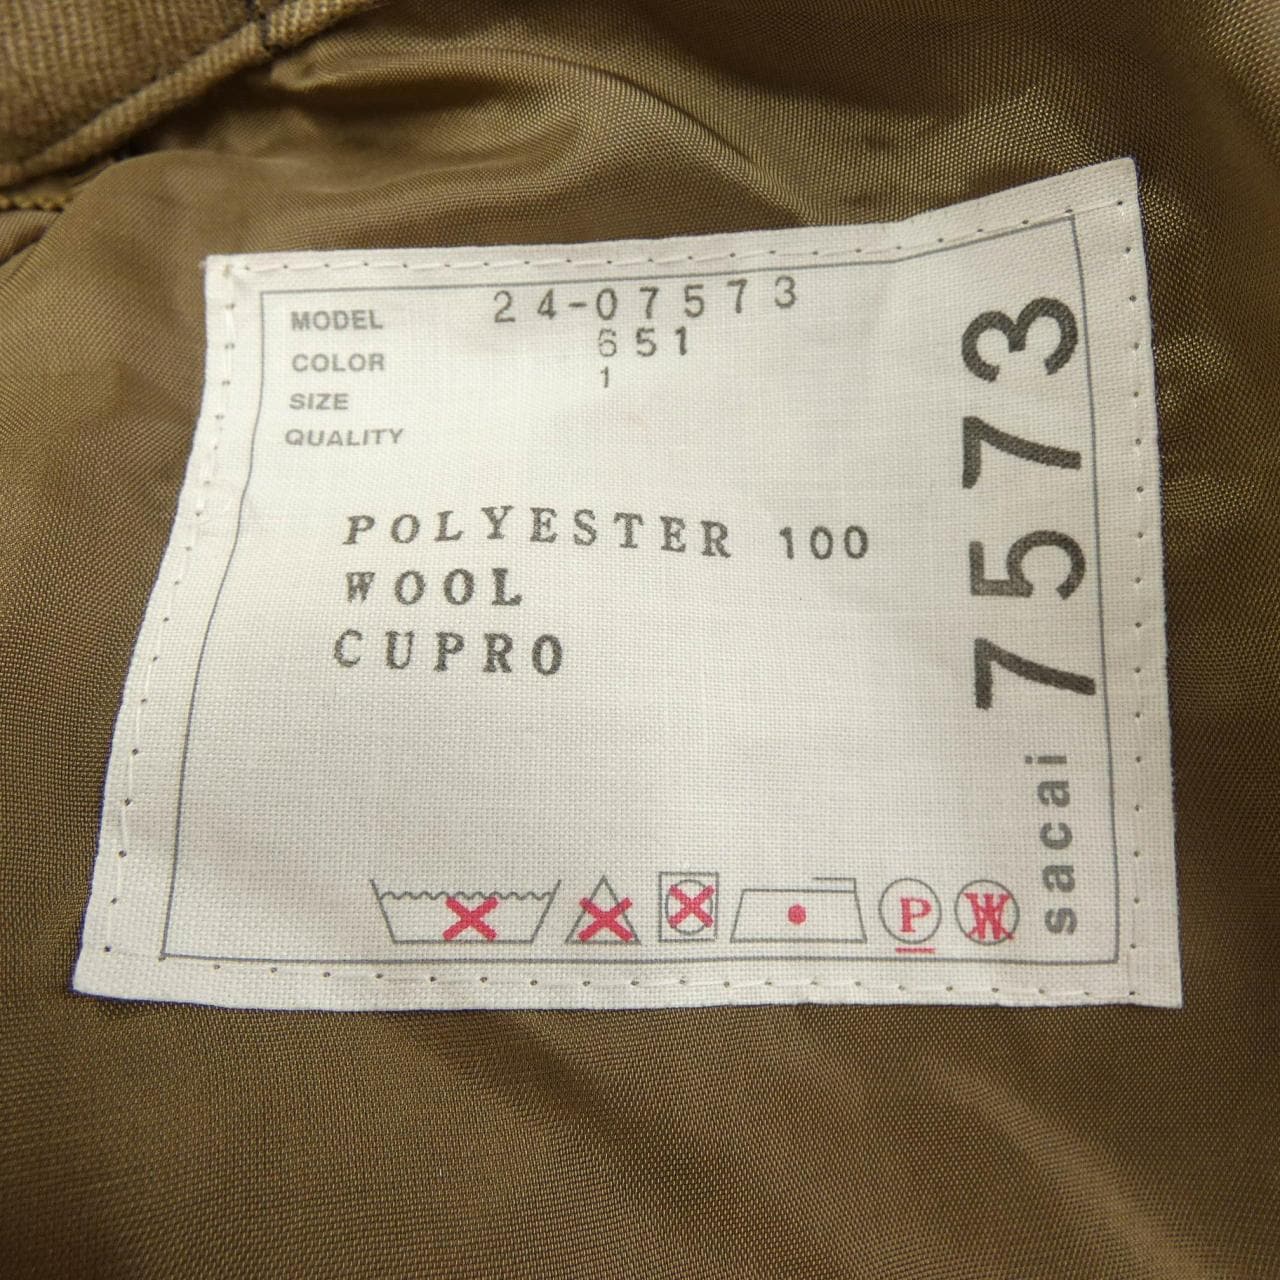 MODEL 24-07573
COLOR 651
SIZE 1
QUALITY
POLYESTER 100
WOOL
CUPRO
P
W
sacai 7573